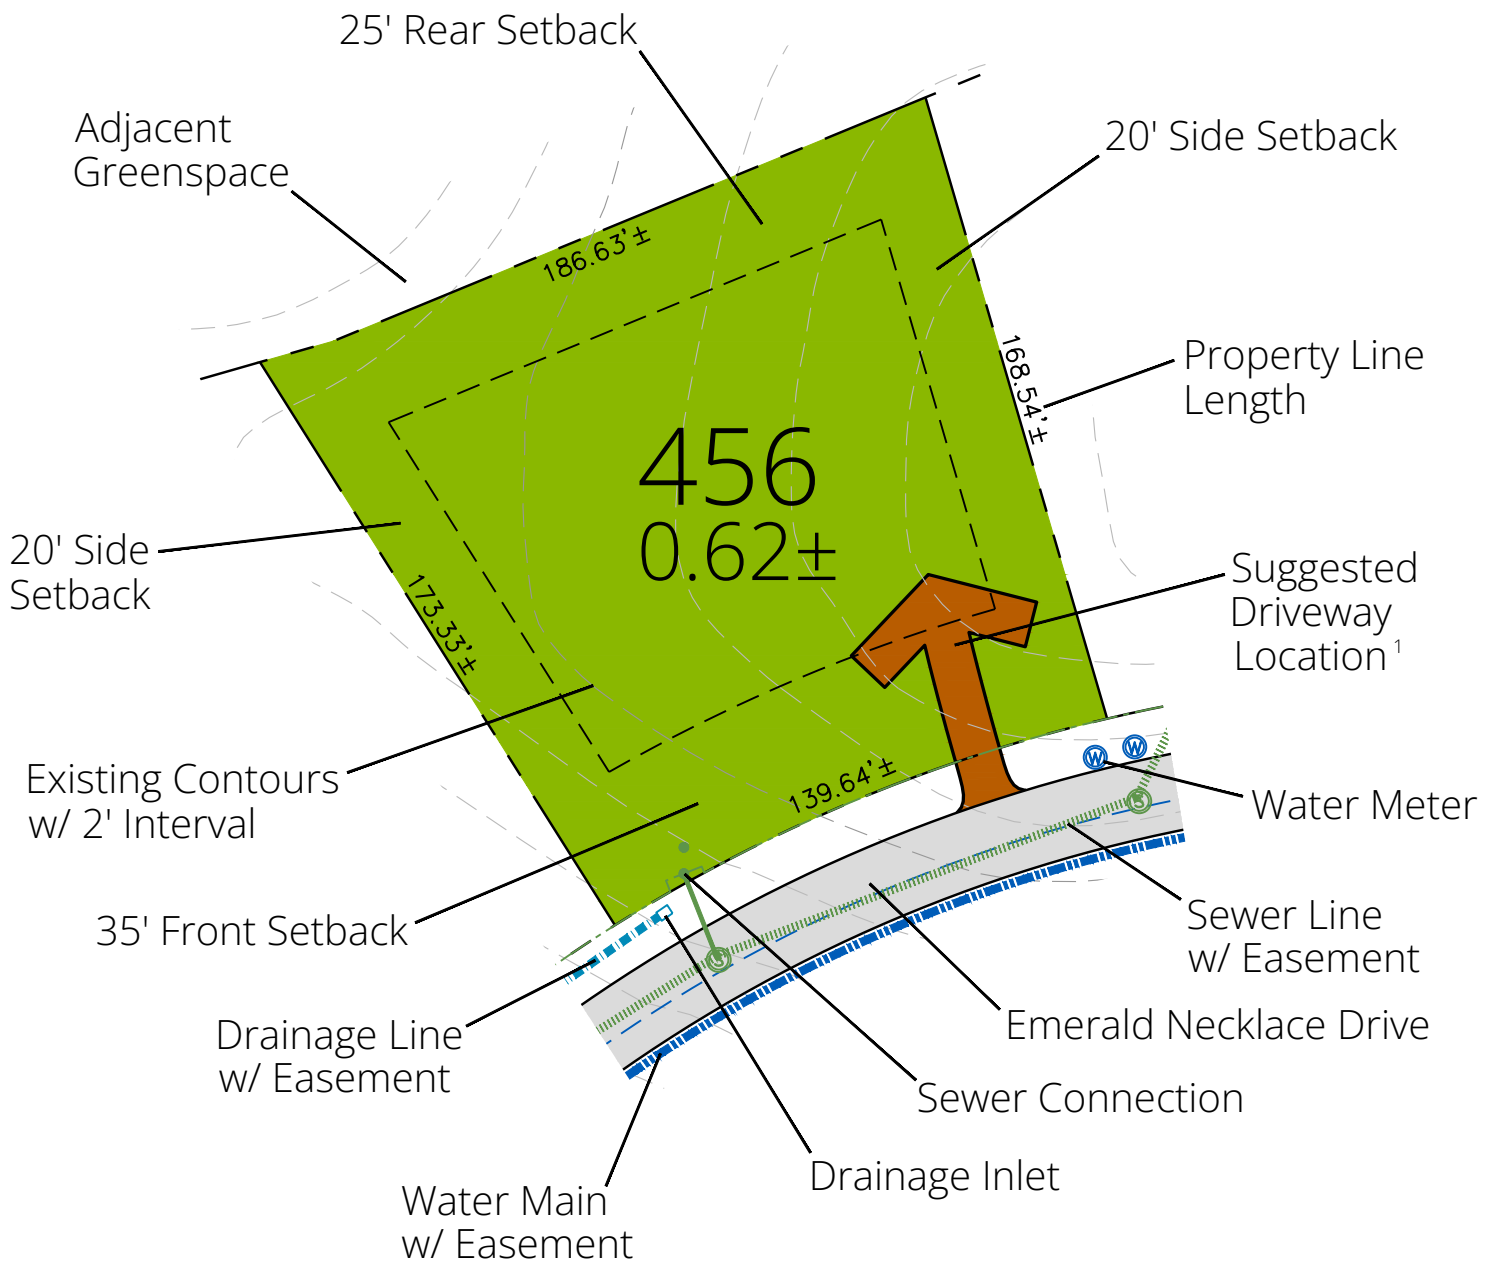 25' Rear Setback
Adjacent
Greenspace
20' Side Setback
186.63'±
168.54'±
Property Line
Length
456
0.62±
20' Side
Setback
173.33'±
Suggested
Driveway
Location¹
Existing Contours
w/ 2' Interval
139.64'±
W
W
Water Meter
S
35' Front Setback
Sewer Line
w/ Easement
S
Drainage Line
w/ Easement
Emerald Necklace Drive
Sewer Connection
Drainage Inlet
Water Main
w/ Easement